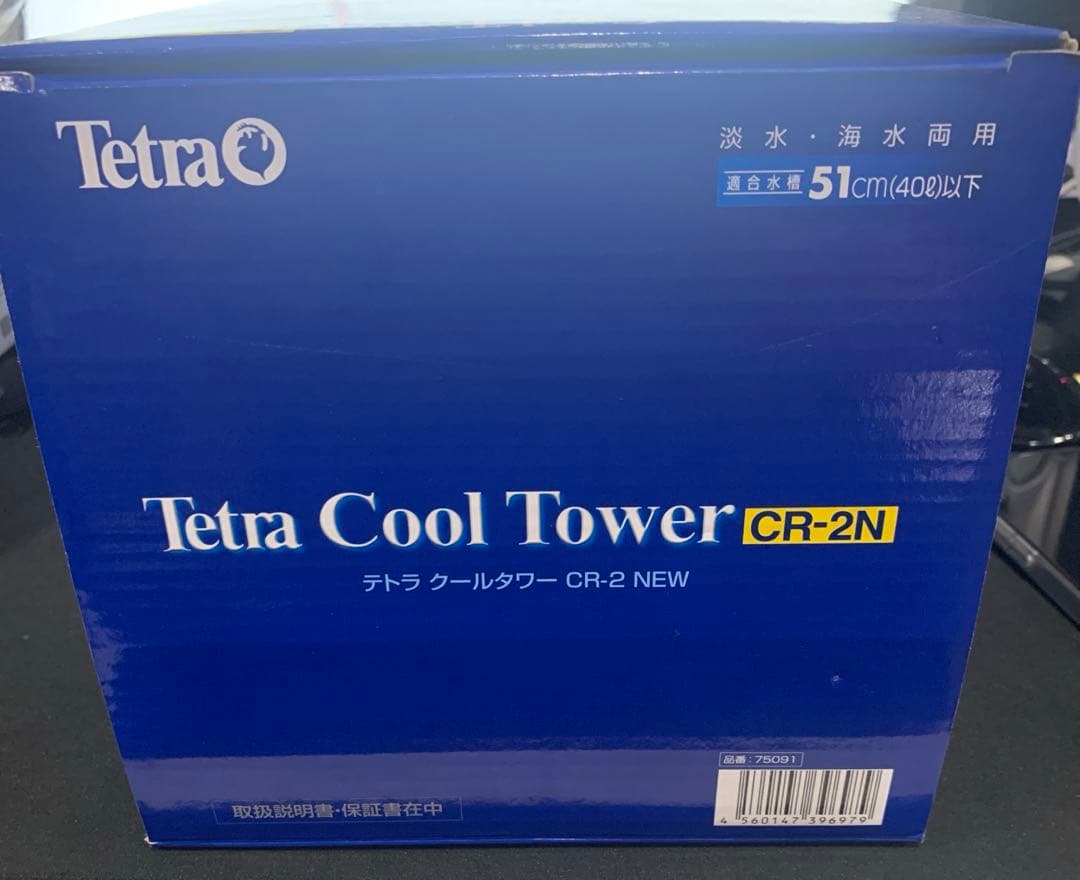 Tetra
淡水・海水両用
適合水槽 51cm(40ℓ)以下
Tetra Cool Tower CR-2N
テトラ クールタワー CR-2 NEW
品番:75091
取扱説明書・保証書在中
4 560147 396979